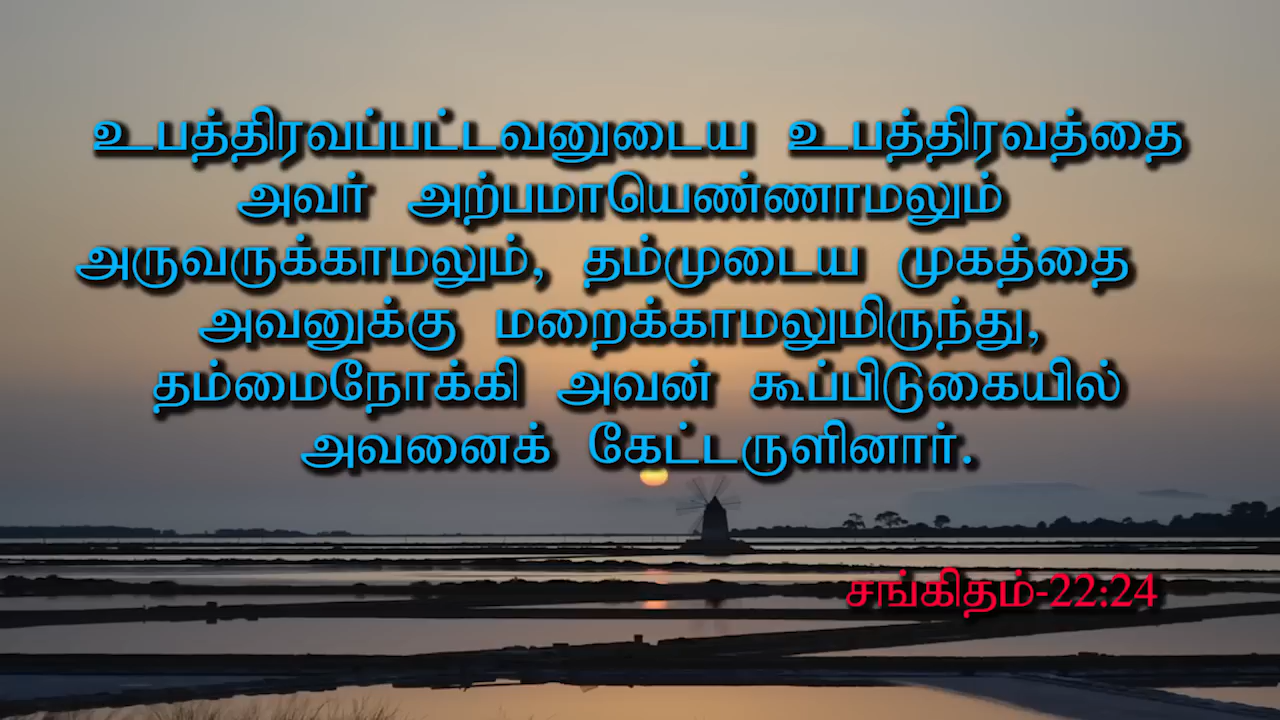 உபத்திரவப்பட்டவனுடைய உபத்திரவத்தை
அவர் அற்பமாயெண்ணாமலும்
அருவருக்காமலும், தம்முடைய முகத்தை
அவனுக்கு மறைக்காமலுமிருந்து,
தம்மைநோக்கி அவன் கூப்பிடுகையில்
அவனைக் கேட்டருளினார்.
சங்கிதம்-22:24